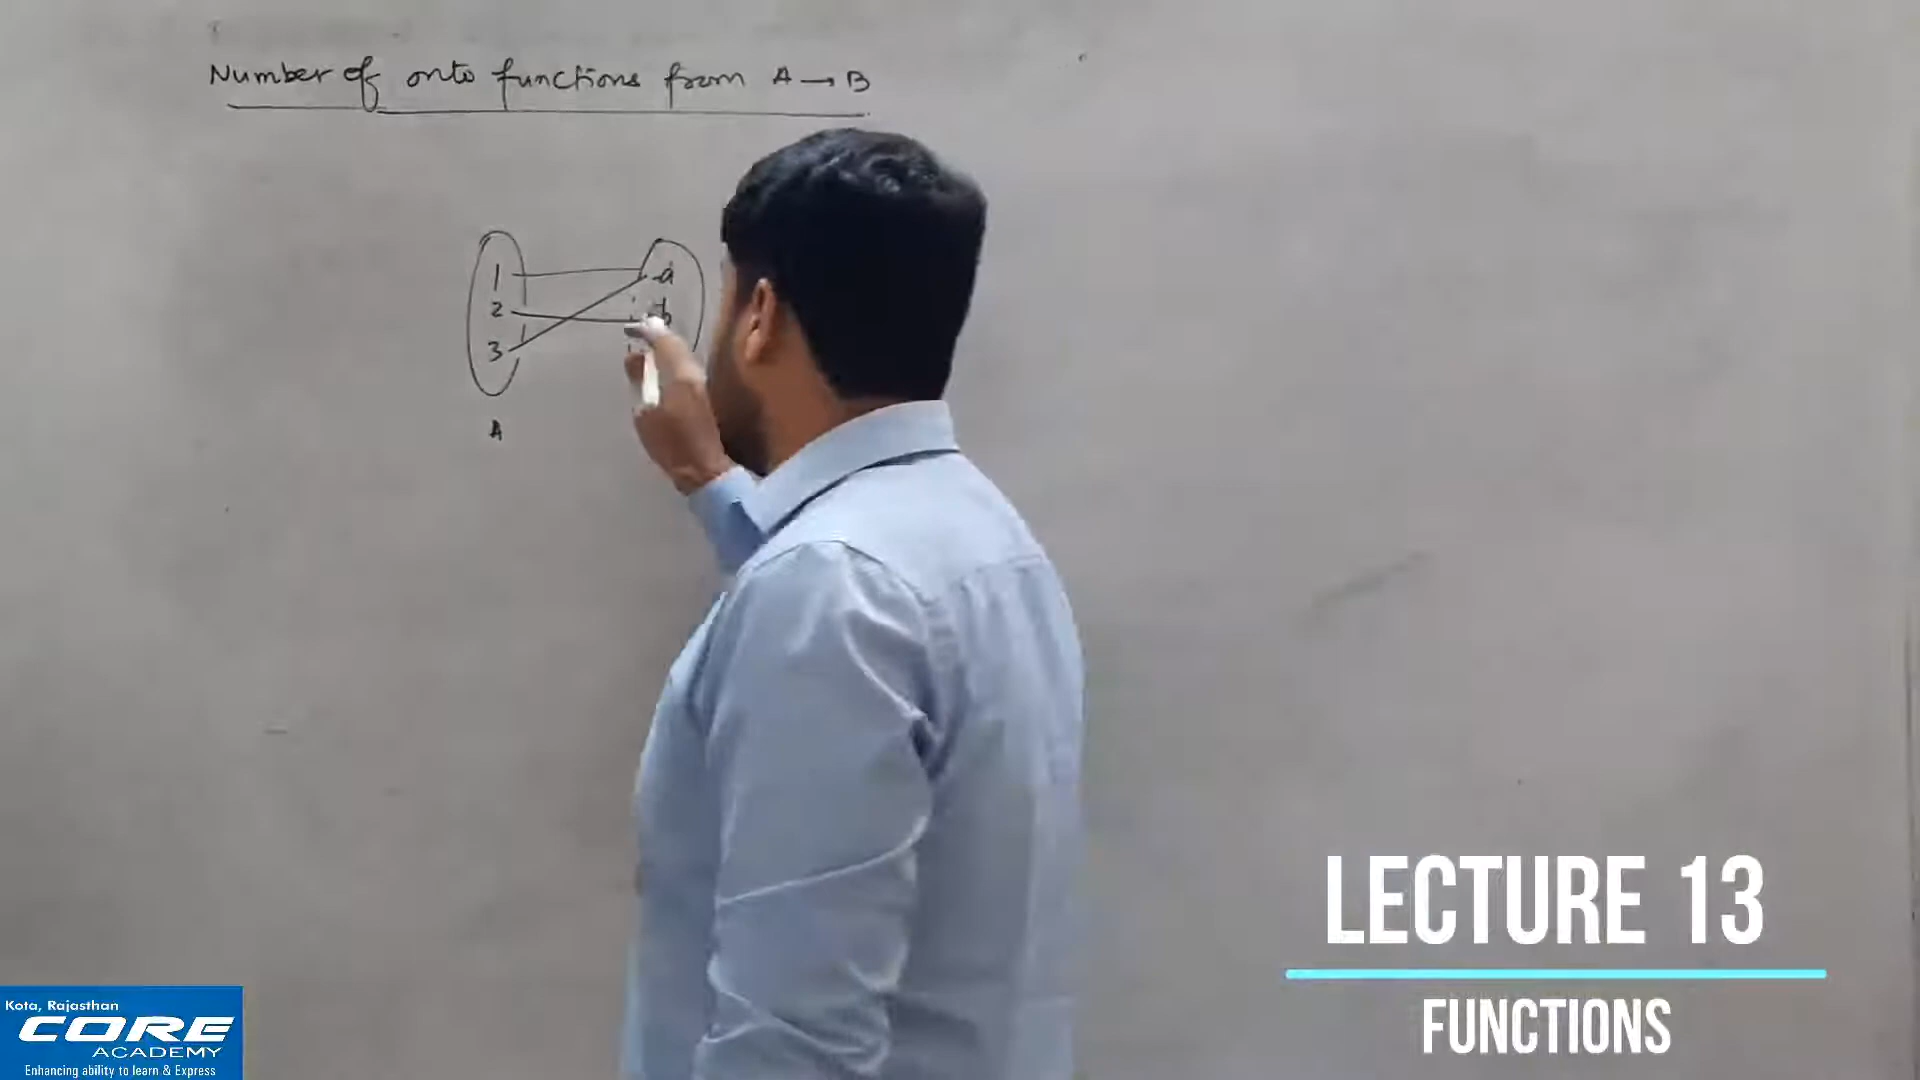 Number of onto functions from A → B
1 a
2 b
3
A
LECTURE 13
FUNCTIONS
Kota, Rajasthan
CORE
ACADEMY
Enhancing ability to learn & Express